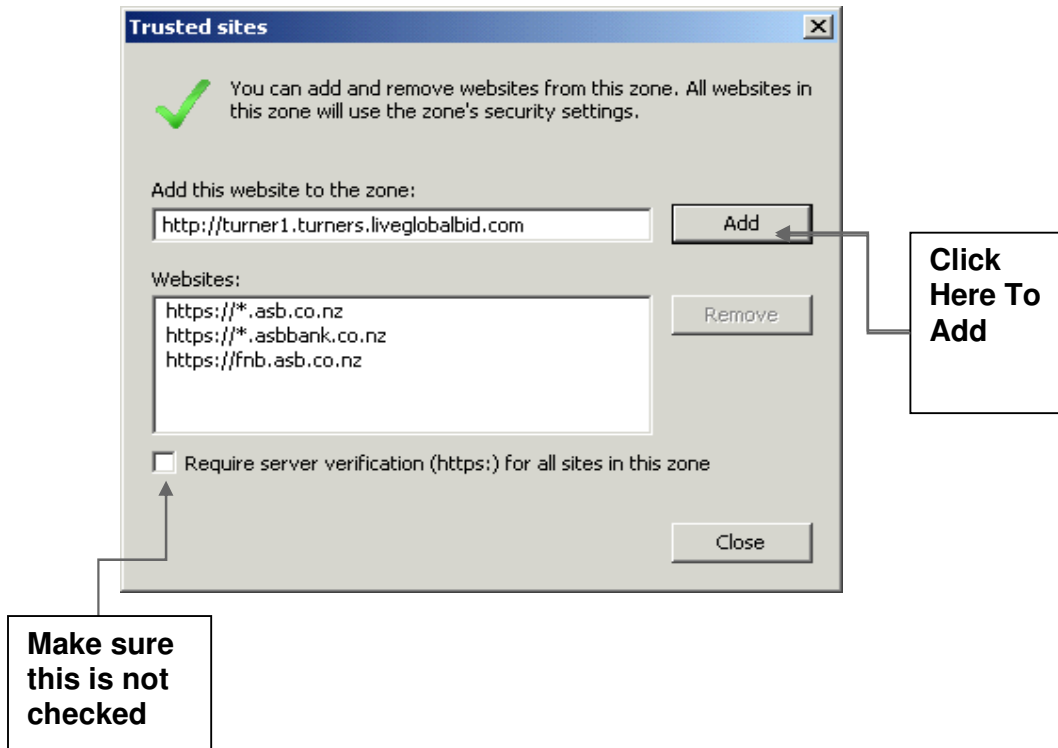 Trusted sites
You can add and remove websites from this zone. All websites in
this zone will use the zone's security settings.
Add this website to the zone:
http://turner1.turners.liveglobalbid.com
Add
Click
Here To
Add
Websites:
https://*.asb.co.nz
https://*.asbbank.co.nz
https://fnb.asb.co.nz
Remove
Require server verification (https:) for all sites in this zone
Close
Make sure
this is not
checked